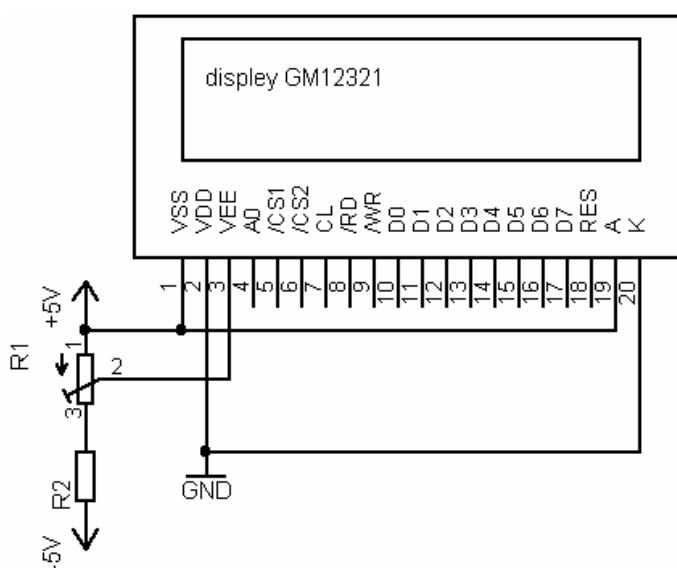 displey GM12321
VSS VDD VEE A0 /CS1 /CS2 CL /RD /WR D0 D1 D2 D3 D4 D5 D6 D7 RES A K
1 2 3 4 5 6 7 8 9 10 11 12 13 14 15 16 17 18 19 20
+5V
R1
1
2
3
R2
GND
-5V